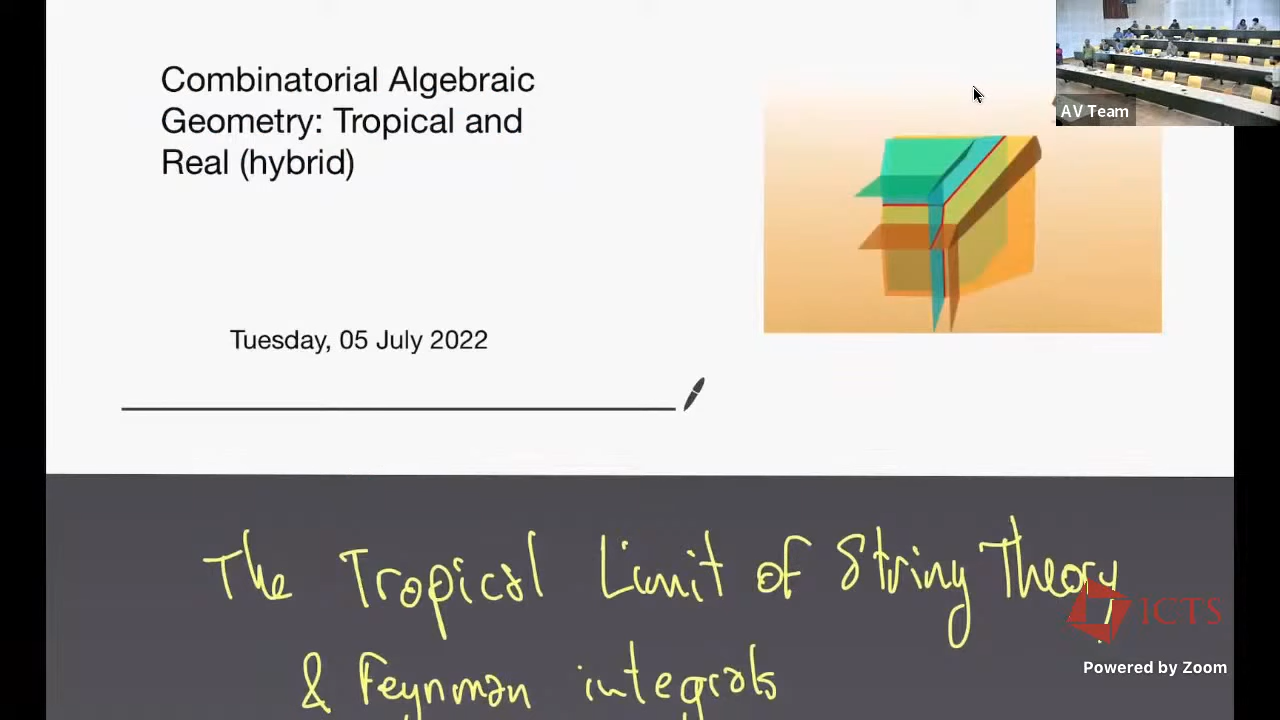 Combinatorial Algebraic
Geometry: Tropical and
Real (hybrid)
AV Team
Tuesday, 05 July 2022
The Tropical Limit of String Theory
& Feynman integrals
ICTS
Powered by Zoom